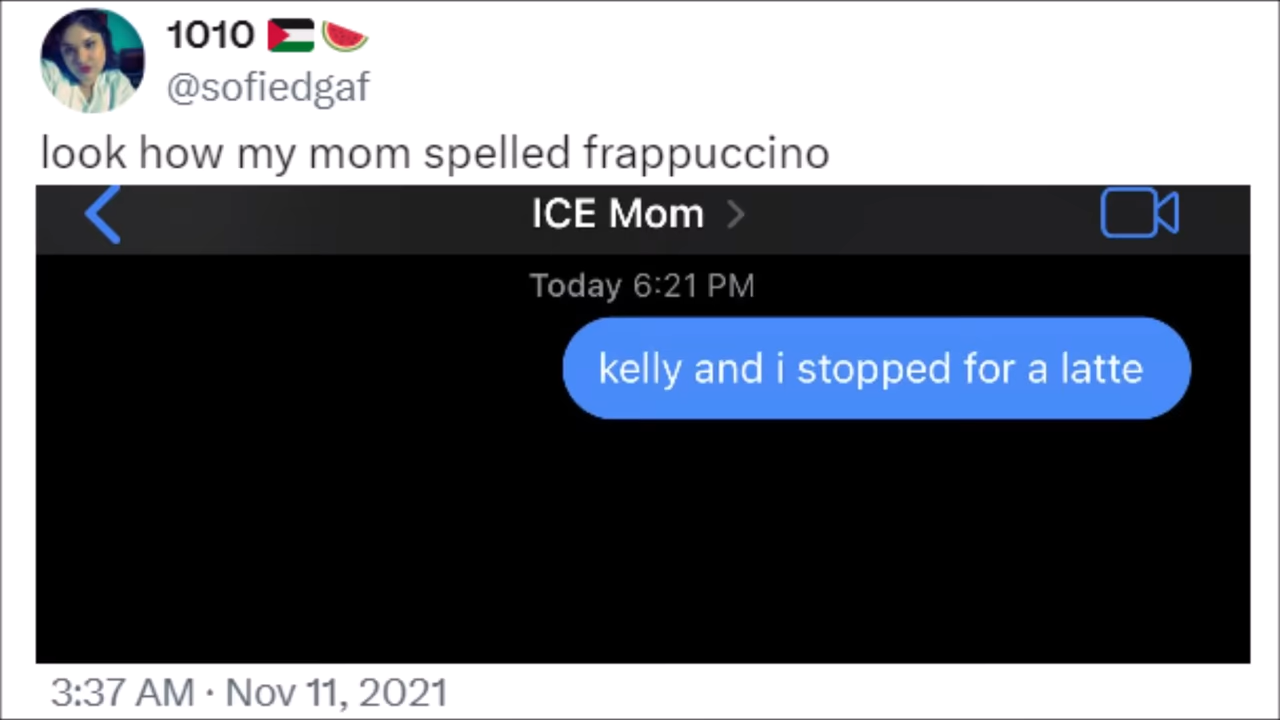 1010 🇵🇸🍉
@sofiedgaf
look how my mom spelled frappuccino
ICE Mom >
Today 6:21 PM
kelly and i stopped for a latte
3:37 AM · Nov 11, 2021